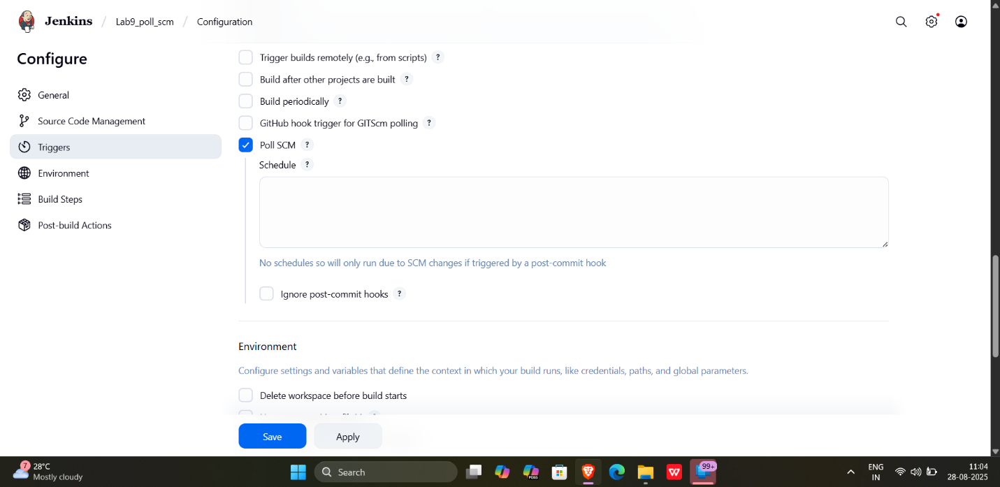 Jenkins / Lab9_poll_scm / Configuration
Configure
General
Source Code Management
Triggers
Environment
Build Steps
Post-build Actions
Trigger builds remotely (e.g., from scripts) ?
Build after other projects are built ?
Build periodically ?
GitHub hook trigger for GITScm polling ?
Poll SCM ?
Schedule ?
No schedules so will only run due to SCM changes if triggered by a post-commit hook
Ignore post-commit hooks ?
Environment
Configure settings and variables that define the context in which your build runs, like credentials, paths, and global parameters.
Delete workspace before build starts
Save Apply
7
28°C
Mostly cloudy
Search
M365
W
99+
ENG
IN
11:04
28-08-2025